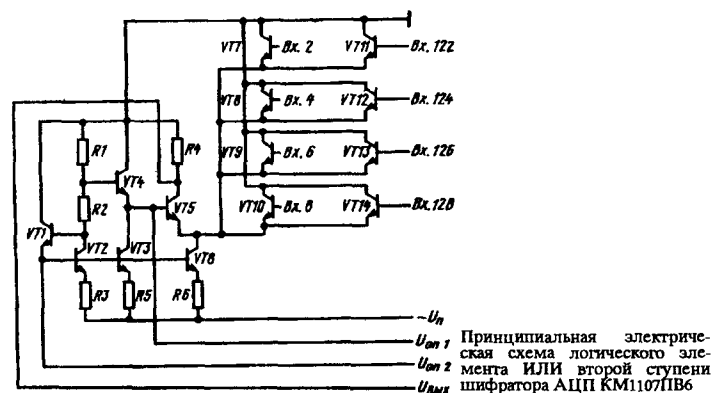 VT7
Вх. 2
VT11
Вх. 122
VT8
Вх. 4
VT12
Вх. 124
VT9
Вх. 6
VT13
Вх. 126
VT10
Вх. 8
VT14
Вх. 128
R1
R4
VT4
R2
VT5
VT1
VT2
VT3
VT8
R3
R5
R6
-Uп
Uоп 1
Uоп 2
Uвых
Принципиальная электриче-
ская схема логического эле-
мента ИЛИ второй ступени
шифратора АЦП КМ1107ПВ6